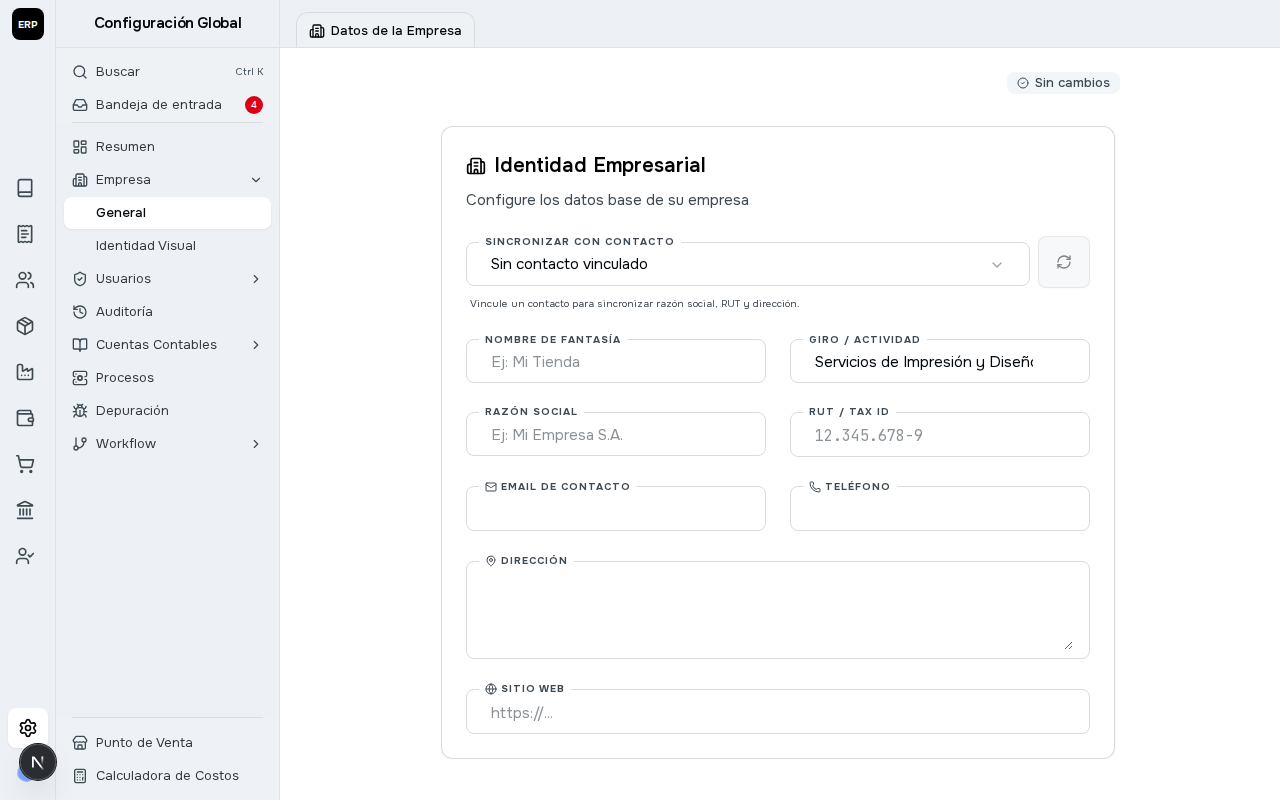 ERP
Configuración Global
Datos de la Empresa
Buscar
Ctrl K
Bandeja de entrada
4
Resumen
Empresa
General
Identidad Visual
Usuarios
Auditoría
Cuentas Contables
Procesos
Depuración
Workflow
Punto de Venta
Calculadora de Costos
N
Sin cambios
Identidad Empresarial
Configure los datos base de su empresa
SINCRONIZAR CON CONTACTO
Sin contacto vinculado
Vincule un contacto para sincronizar razón social, RUT y dirección.
NOMBRE DE FANTASÍA
Ej: Mi Tienda
GIRO / ACTIVIDAD
Servicios de Impresión y Diseño
RAZÓN SOCIAL
Ej: Mi Empresa S.A.
RUT / TAX ID
12.345.678-9
EMAIL DE CONTACTO
TELÉFONO
DIRECCIÓN
SITIO WEB
https://...